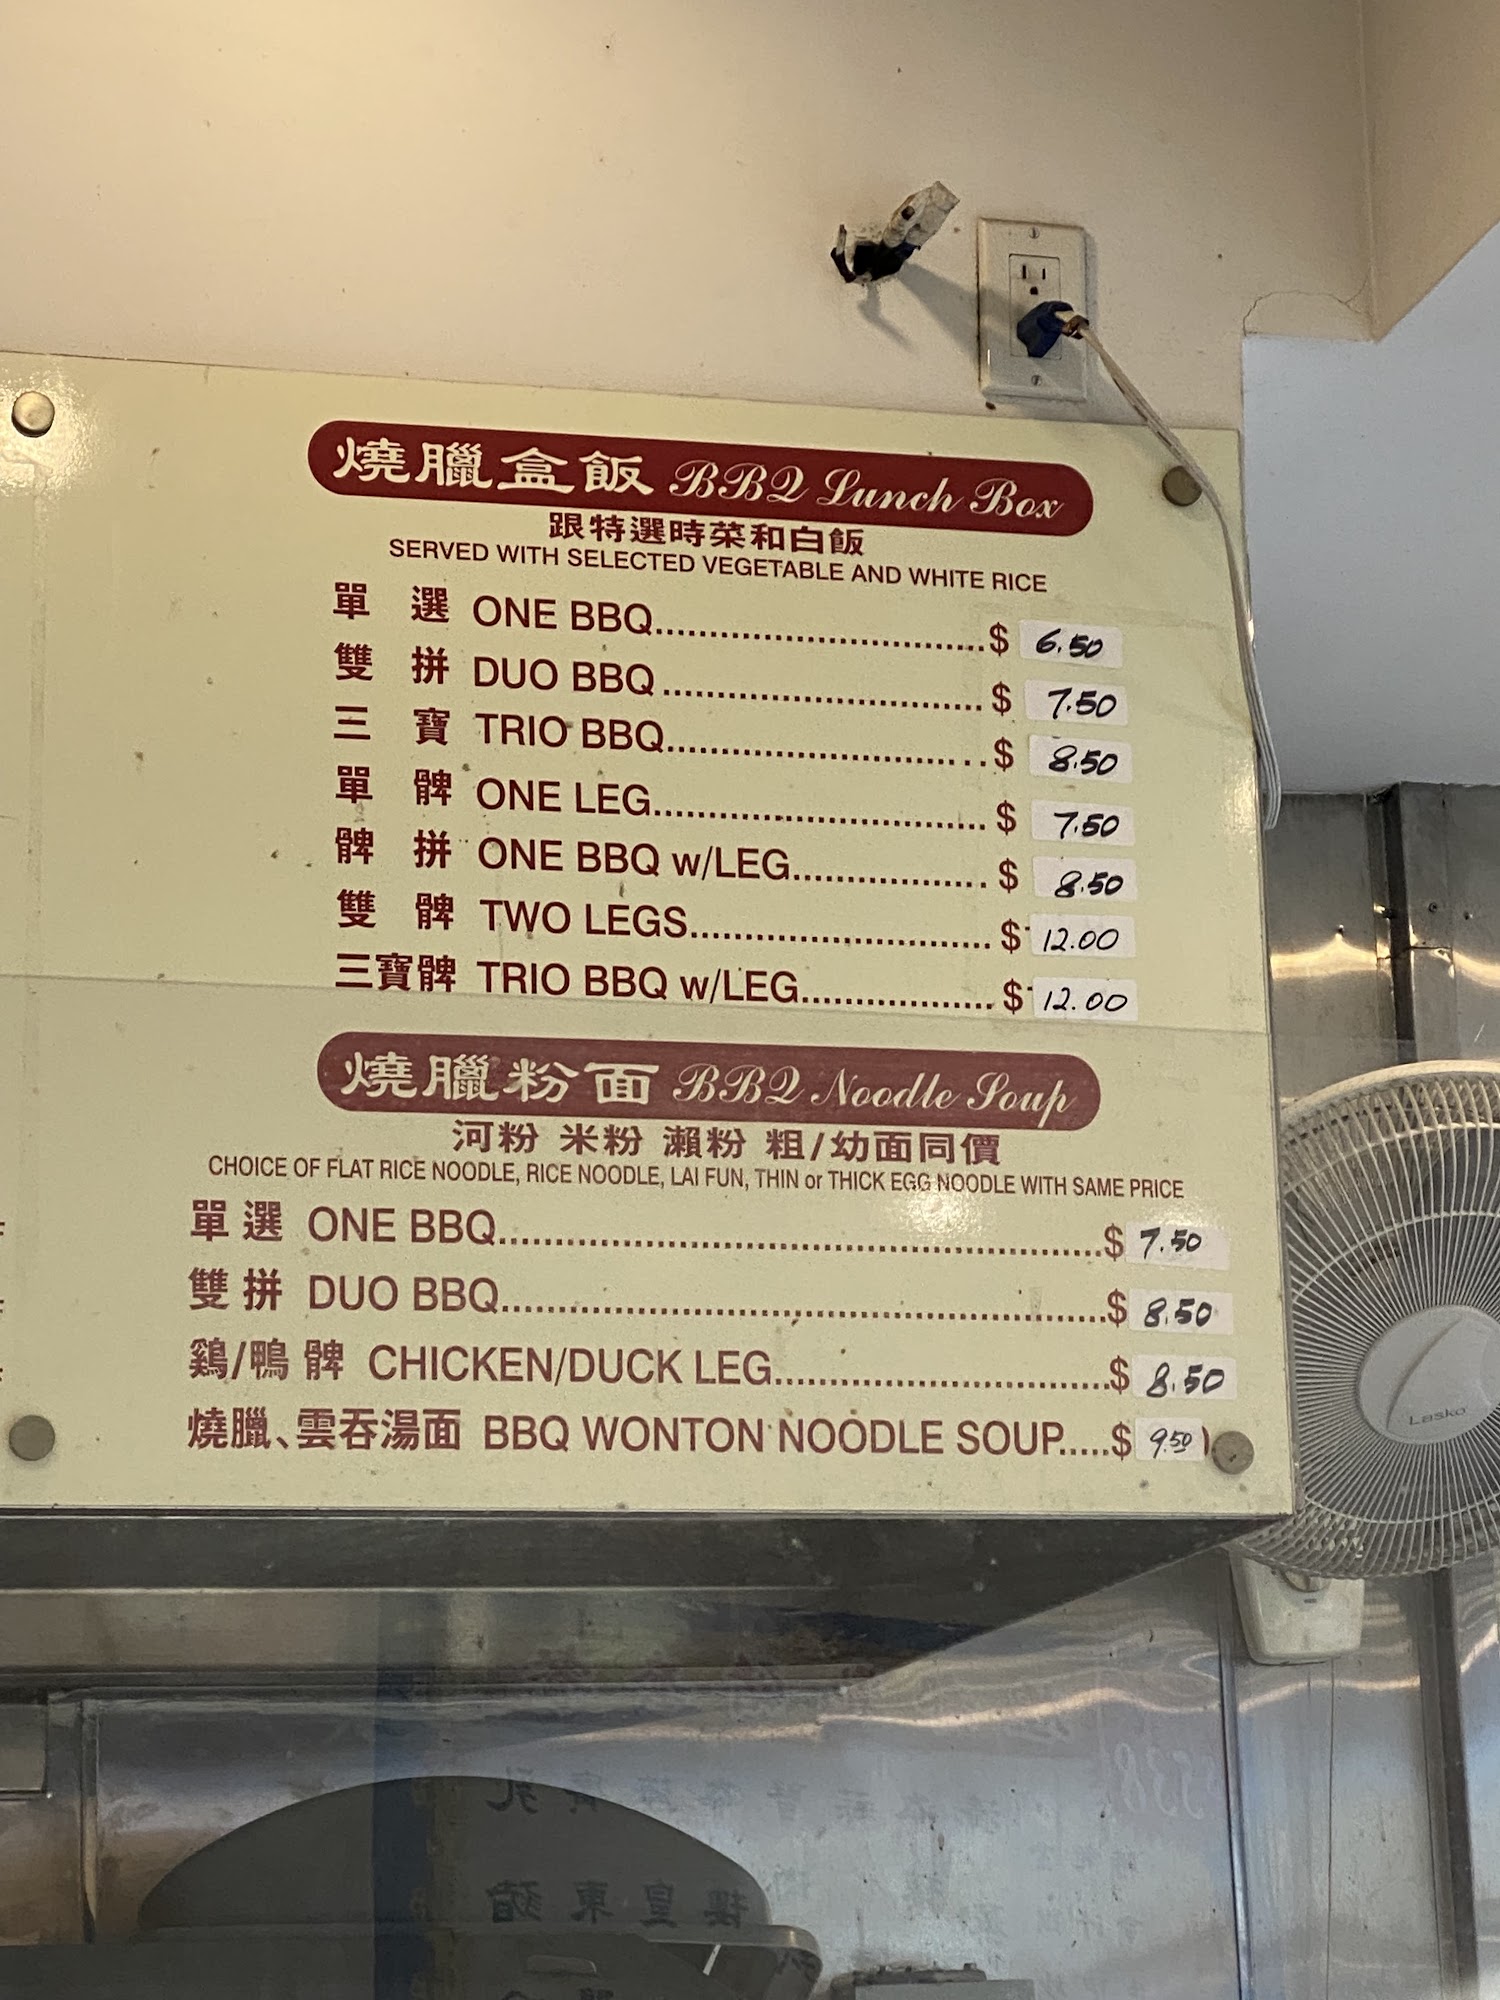 燒臘盒飯 BBQ Lunch Box
跟特選時菜和白飯
SERVED WITH SELECTED VEGETABLE AND WHITE RICE
單 選 ONE BBQ....................................$ 6.50
雙 拼 DUO BBQ...................................$ 7.50
三 寶 TRIO BBQ..................................$ 8.50
單 髀 ONE LEG....................................$ 7.50
髀 拼 ONE BBQ w/LEG.....................$ 8.50
雙 髀 TWO LEGS.................................$ 12.00
三寶髀 TRIO BBQ w/LEG....................$ 12.00
燒臘粉面 BBQ Noodle Soup
河粉 米粉 瀨粉 粗/幼面同價
CHOICE OF FLAT RICE NOODLE, RICE NOODLE, LAI FUN, THIN or THICK EGG NOODLE WITH SAME PRICE
單選 ONE BBQ..................................................................$ 7.50
雙拼 DUO BBQ..................................................................$ 8.50
鷄/鴨 髀 CHICKEN/DUCK LEG....................................$ 8.50
燒臘、雲吞湯面 BBQ WONTON NOODLE SOUP.....$ 9.50
Lasko